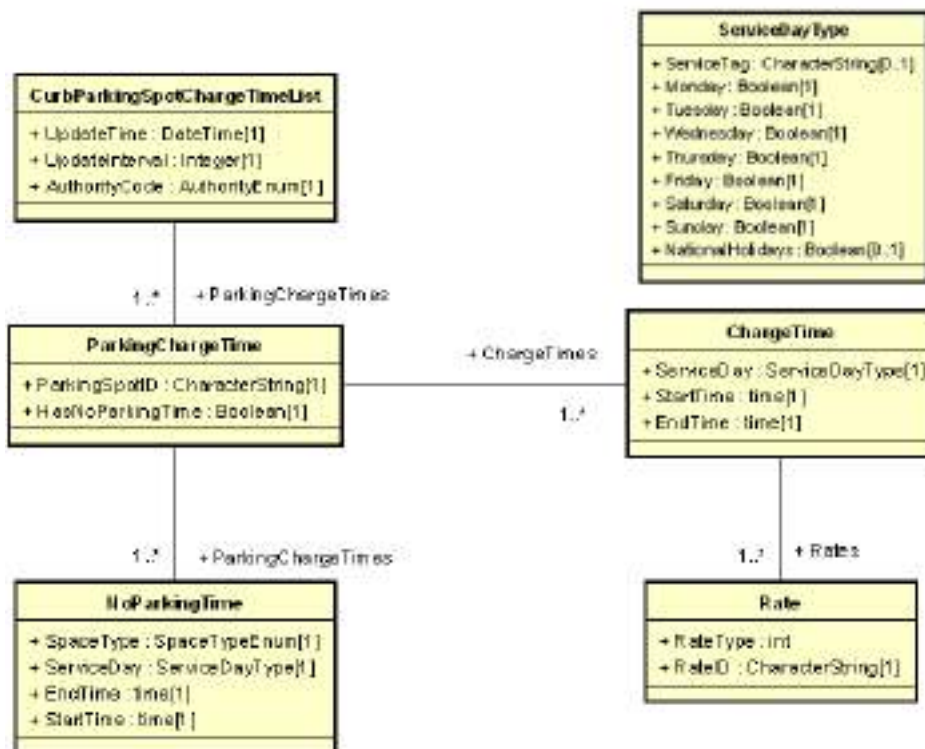 ServiceDayType
+ ServiceTag : CharacterString[0..1]
+ Monday : Boolean[1]
+ Tuesday : Boolean[1]
+ Wednesday : Boolean[1]
+ Thursday : Boolean[1]
+ Friday : Boolean[1]
+ Saturday : Boolean[1]
+ Sunday : Boolean[1]
+ NationalHolidays : Boolean[0..1]
CurbParkingSpotChargeTimeList
+ UpdateTime : DateTime[1]
+ UpdateInterval : Integer[1]
+ AuthorityCode : AuthorityEnum[1]
1..*
+ ParkingChargeTimes
ParkingChargeTime
+ ParkingSpotID : CharacterString[1]
+ HasNoParkingTime : Boolean[1]
+ ChargeTimes
1..*
ChargeTime
+ ServiceDay : ServiceDayType[1]
+ StartTime : time[1]
+ EndTime : time[1]
1..*
+ ParkingChargeTimes
1..*
+ Rates
NoParkingTime
+ SpaceType : SpaceTypeEnum[1]
+ ServiceDay : ServiceDayType[1]
+ EndTime : time[1]
+ StartTime : time[1]
Rate
+ RateType : int
+ RateID : CharacterString[1]